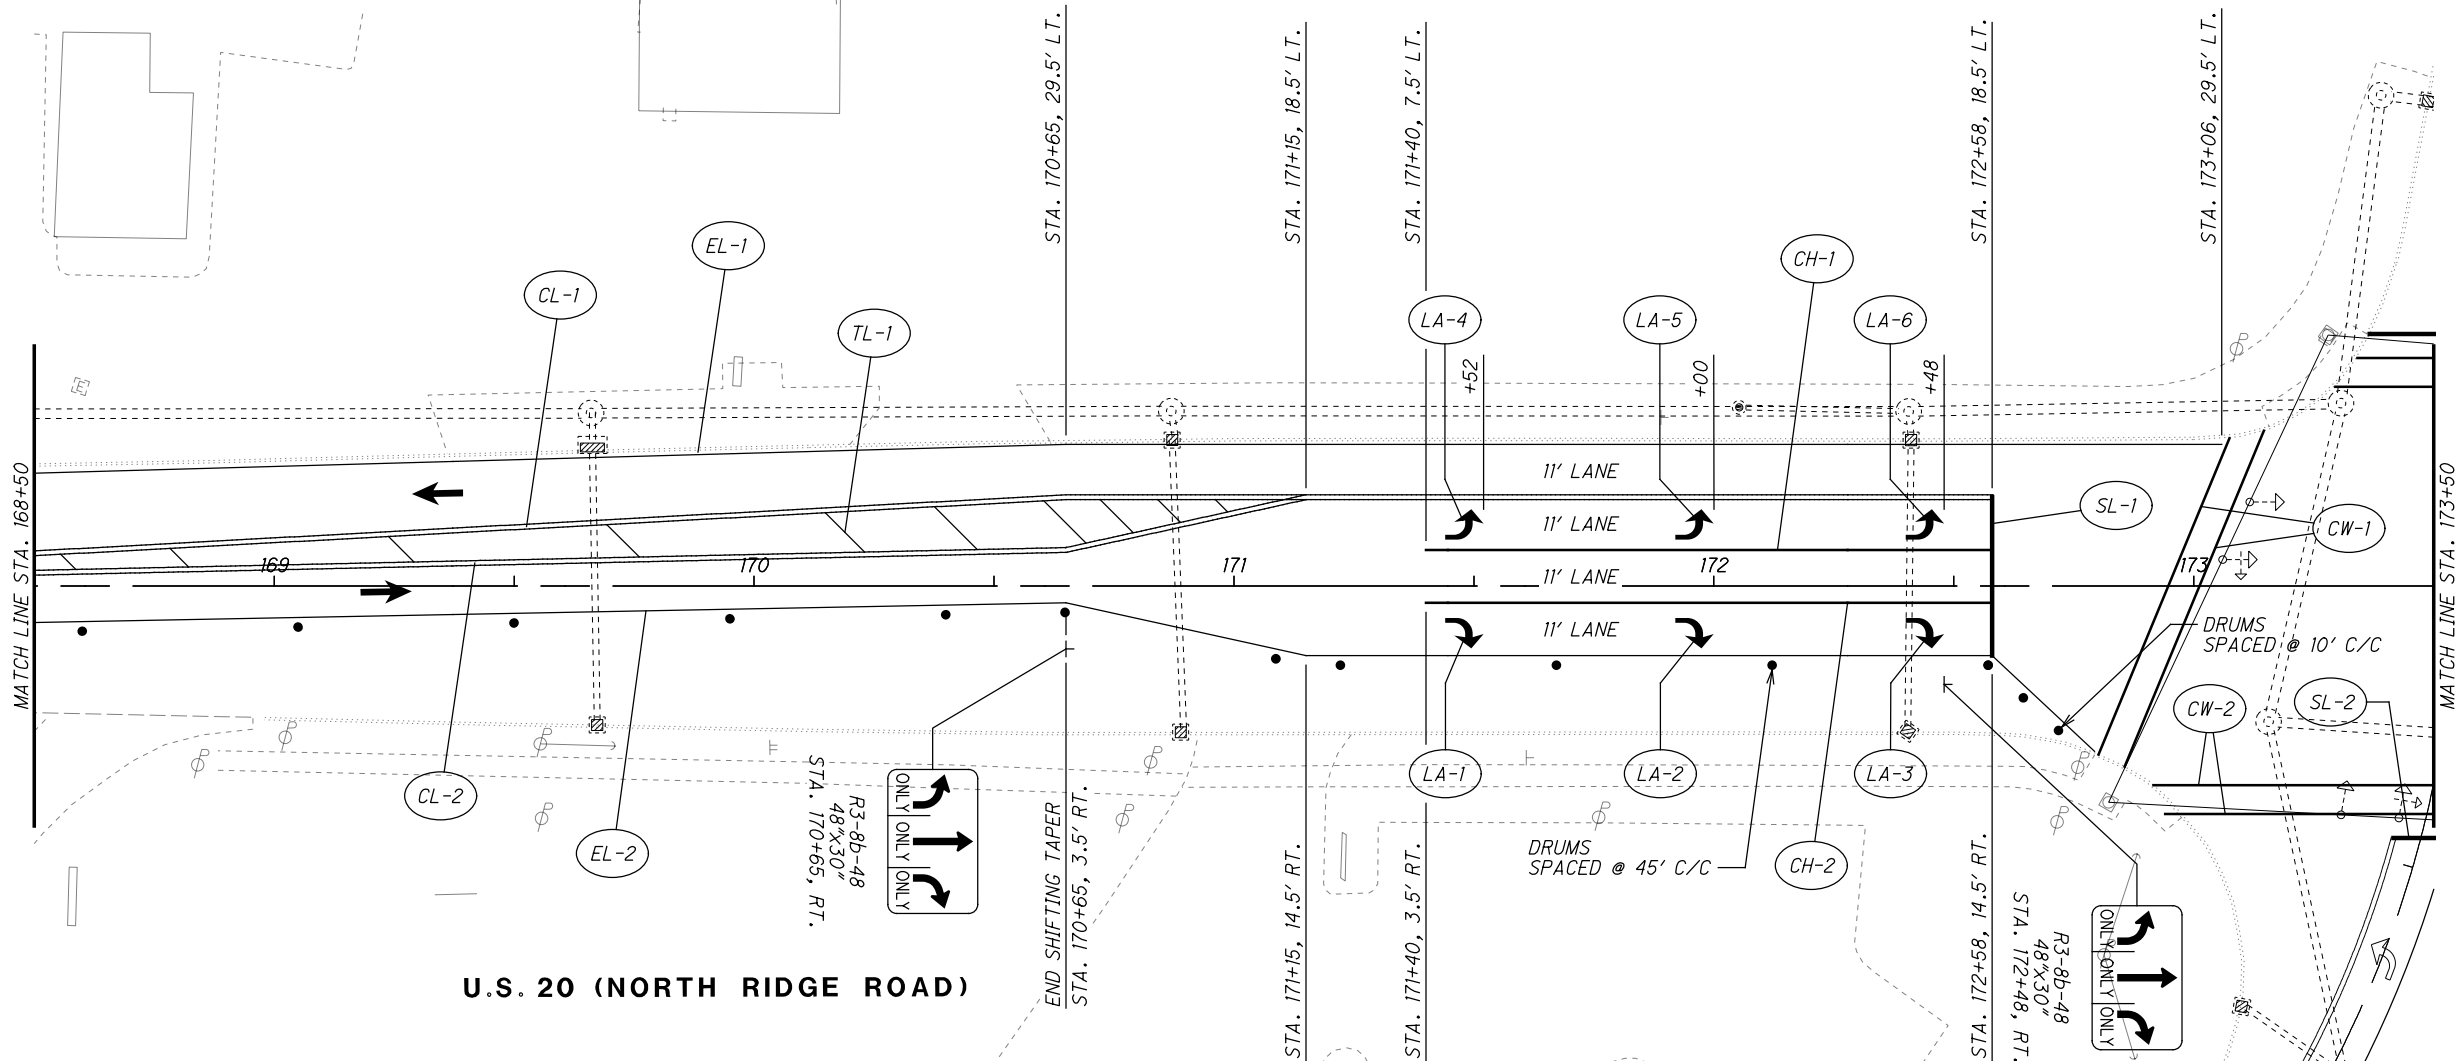 STA. 170+65, 29.5' LT.
STA. 171+15, 18.5' LT.
STA. 171+40, 7.5' LT.
STA. 172+58, 18.5' LT.
STA. 173+06, 29.5' LT.
EL-1
CL-1
TL-1
CH-1
LA-4
LA-5
LA-6
+52
+00
+48
E
MATCH LINE STA. 168+50
MATCH LINE STA. 173+50
11' LANE
11' LANE
11' LANE
11' LANE
SL-1
CW-1
169
170
171
172
173
DRUMS
SPACED @ 10' C/C
CW-2
SL-2
CL-2
EL-2
LA-1
LA-2
LA-3
CH-2
DRUMS
SPACED @ 45' C/C
ONLY
ONLY
ONLY
R3-8b-48
48"x30"
STA. 170+65, RT.
END SHIFTING TAPER
STA. 170+65, 3.5' RT.
STA. 171+15, 14.5' RT.
STA. 171+40, 3.5' RT.
STA. 172+58, 14.5' RT.
ONLY
ONLY
ONLY
R3-8b-48
48"x30"
STA. 172+48, RT.
U.S. 20 (NORTH RIDGE ROAD)